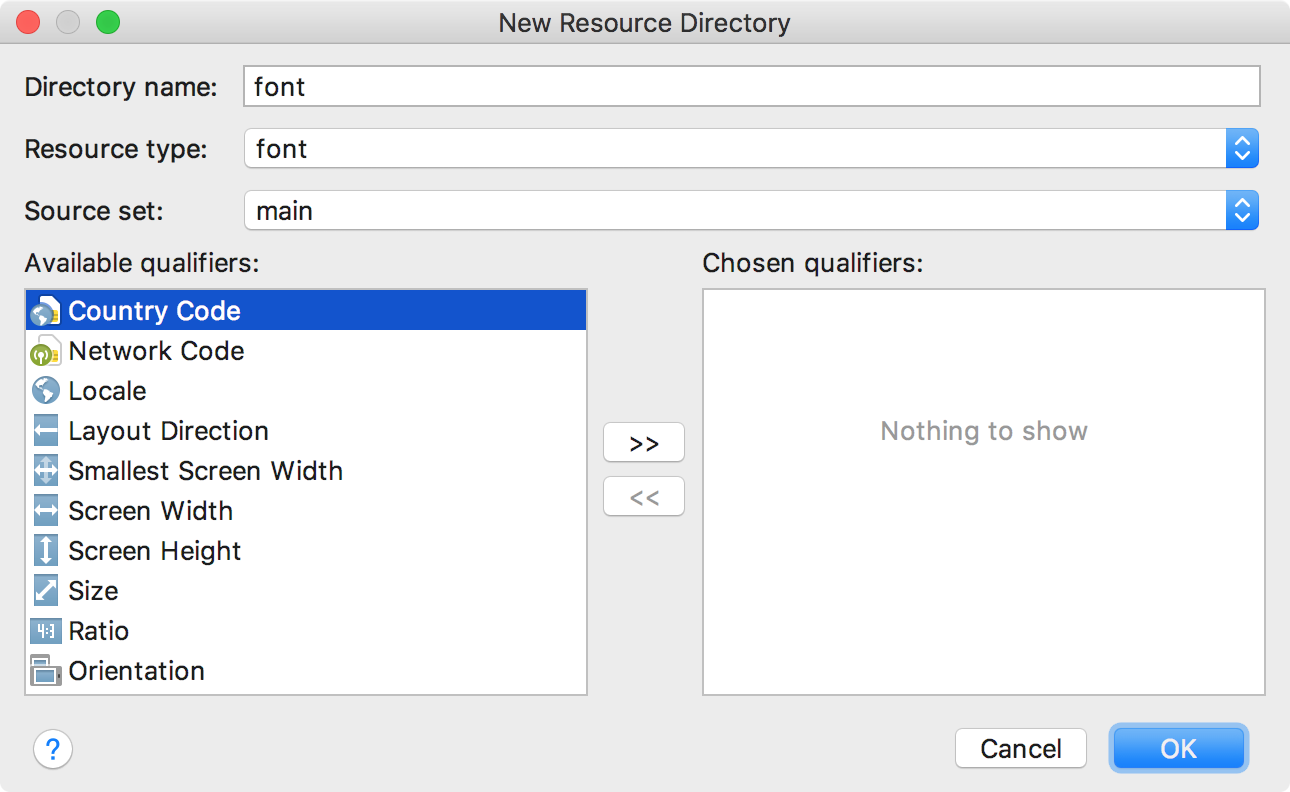 New Resource Directory
Directory name: font
Resource type: font
Source set: main
Available qualifiers:
Chosen qualifiers:
Country Code
Network Code
Locale
Layout Direction
Smallest Screen Width
Screen Width
Screen Height
Size
4:3 Ratio
Orientation
>>
<<
Nothing to show
?
Cancel
OK